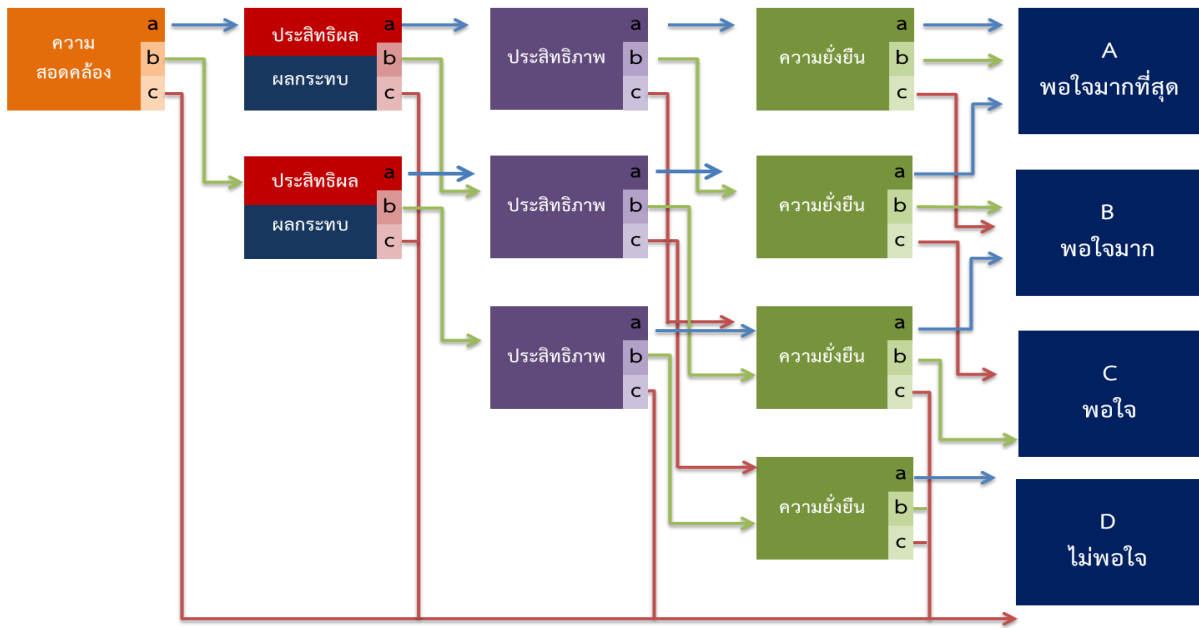 ความ
สอดคล้อง
a
b
c
ประสิทธิผล
ผลกระทบ
a
b
c
ประสิทธิผล
ผลกระทบ
a
b
c
ประสิทธิภาพ
a
b
c
ประสิทธิภาพ
a
b
c
ประสิทธิภาพ
a
b
c
ความยั่งยืน
a
b
c
ความยั่งยืน
a
b
c
ความยั่งยืน
a
b
c
ความยั่งยืน
a
b
c
A
พอใจมากที่สุด
B
พอใจมาก
C
พอใจ
D
ไม่พอใจ